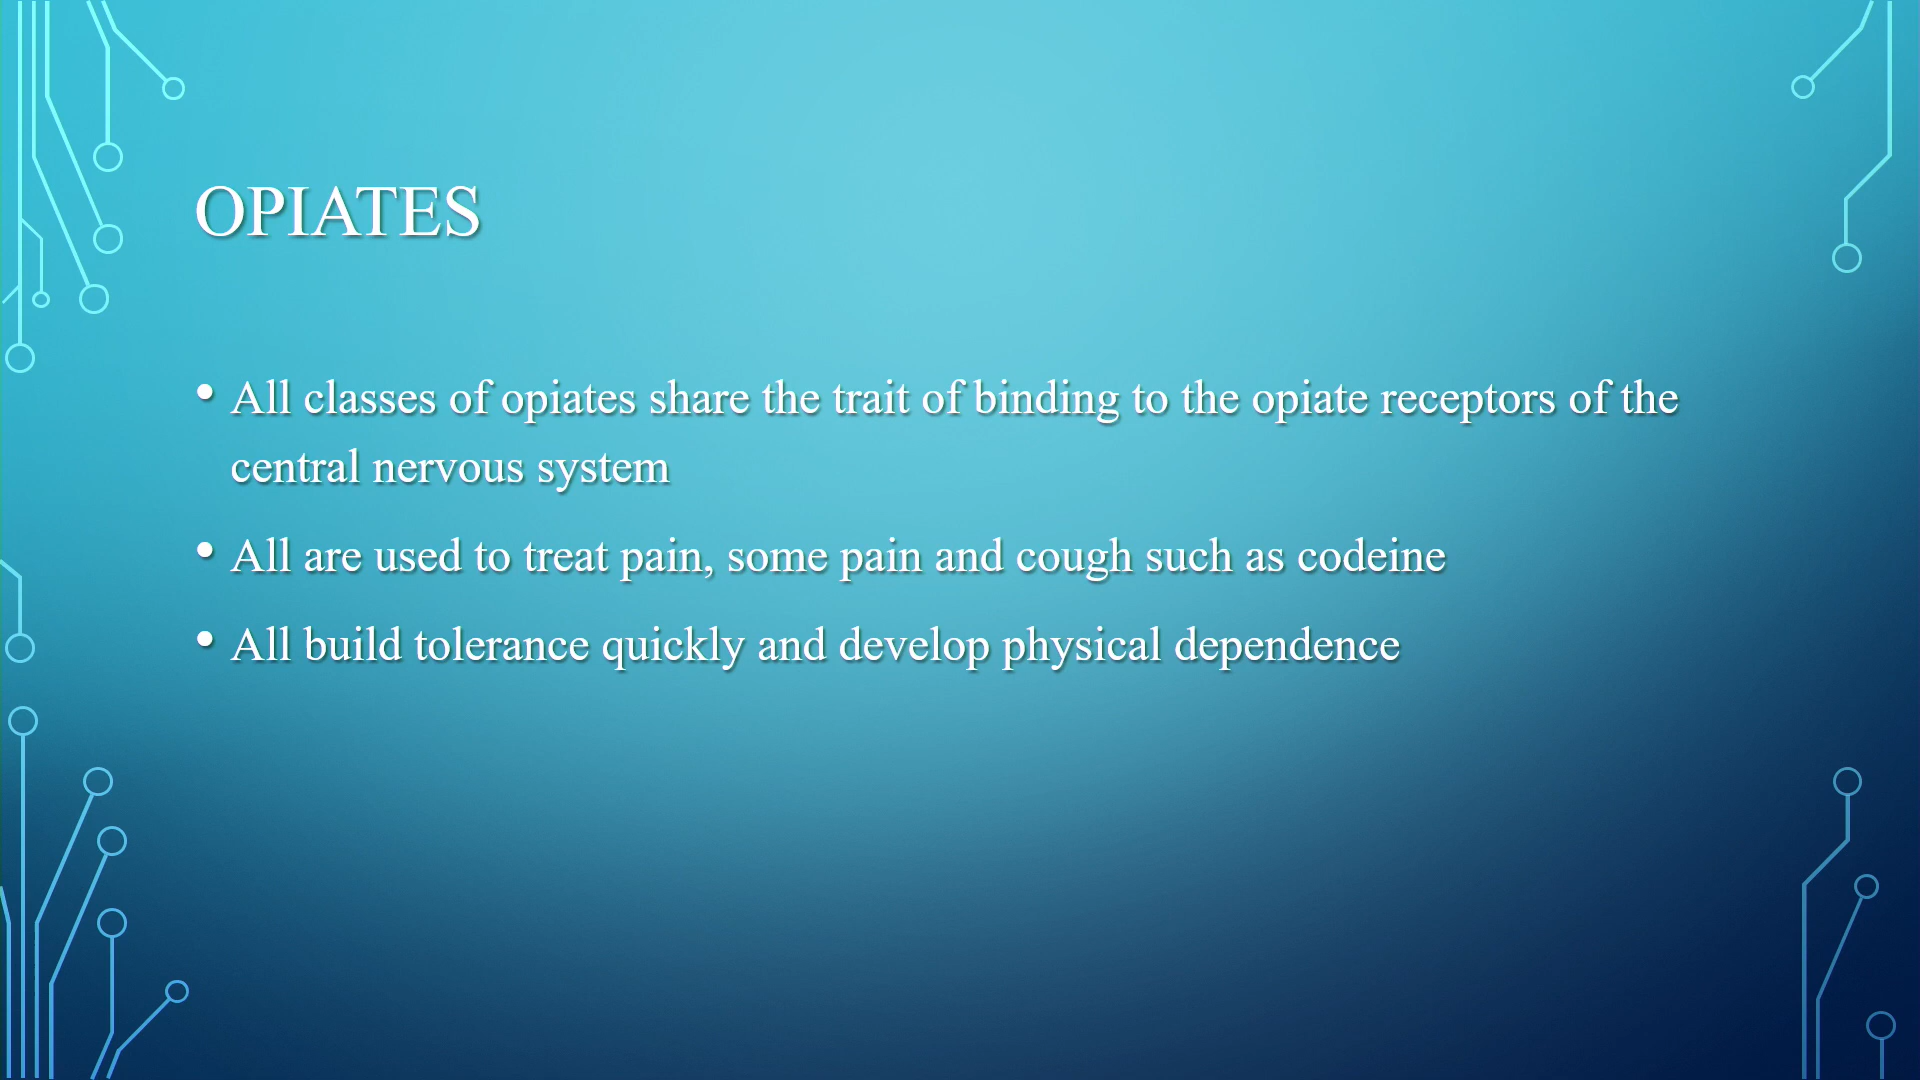 OPIATES
• All classes of opiates share the trait of binding to the opiate receptors of the
central nervous system
• All are used to treat pain, some pain and cough such as codeine
• All build tolerance quickly and develop physical dependence